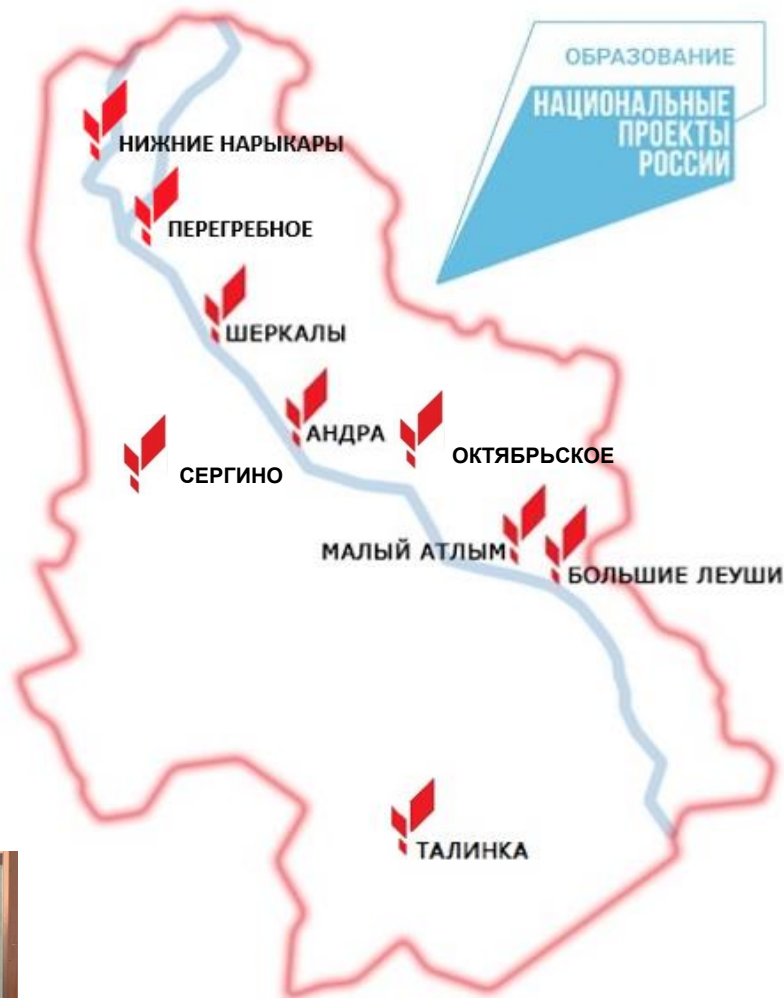 ОБРАЗОВАНИЕ
НАЦИОНАЛЬНЫЕ
ПРОЕКТЫ
РОССИИ
НИЖНИЕ НАРЫКАРЫ
ПЕРЕГРЕБНОЕ
ШЕРКАЛЫ
АНДРА
ОКТЯБРЬСКОЕ
СЕРГИНО
МАЛЫЙ АТЛЫМ
БОЛЬШИЕ ЛЕУШИ
ТАЛИНКА